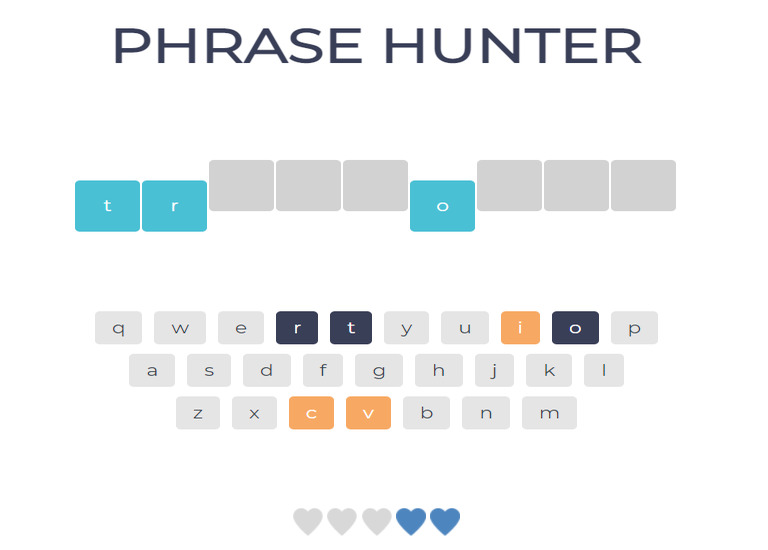 PHRASE HUNTER
t r o
q w e r t y u i o p
a s d f g h j k l
z x c v b n m